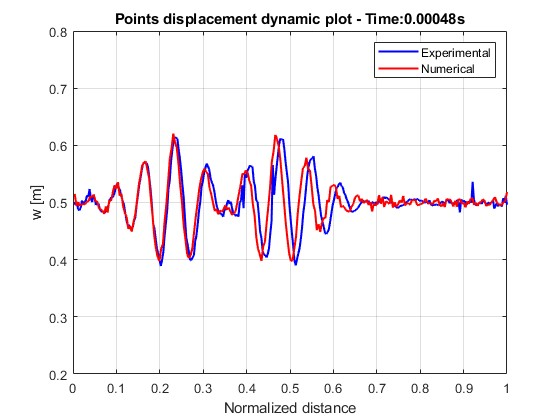 Points displacement dynamic plot - Time:0.00048s
Experimental
Numerical
w [m]
0.8
0.7
0.6
0.5
0.4
0.3
0.2
0 0.1 0.2 0.3 0.4 0.5 0.6 0.7 0.8 0.9 1
Normalized distance